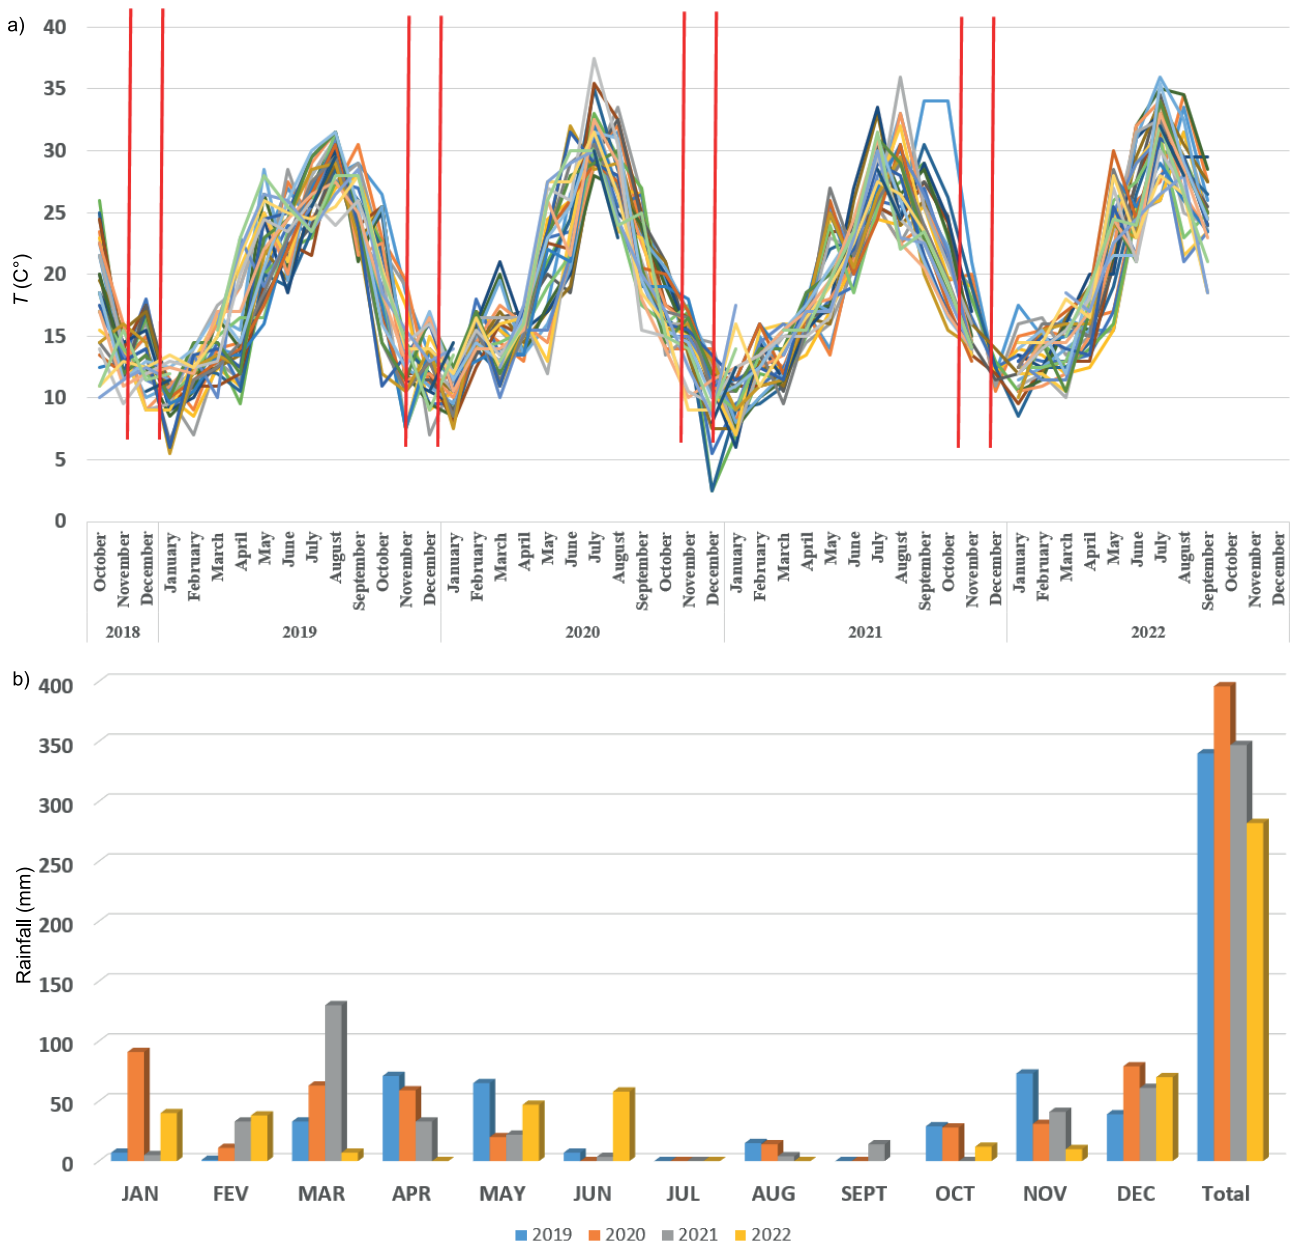 a)
40
35
30
25
20
15
10
5
0
T (C°)
October November December January February March April May June July August September October November December January February March April May June July August September October November December January February March April May June July August September October November December January February March April May June July August September October November December
2018 2019 2020 2021 2022
b)
400
350
300
250
200
150
100
50
0
Rainfall (mm)
JAN FEV MAR APR MAY JUN JUL AUG SEPT OCT NOV DEC Total
2019 2020 2021 2022